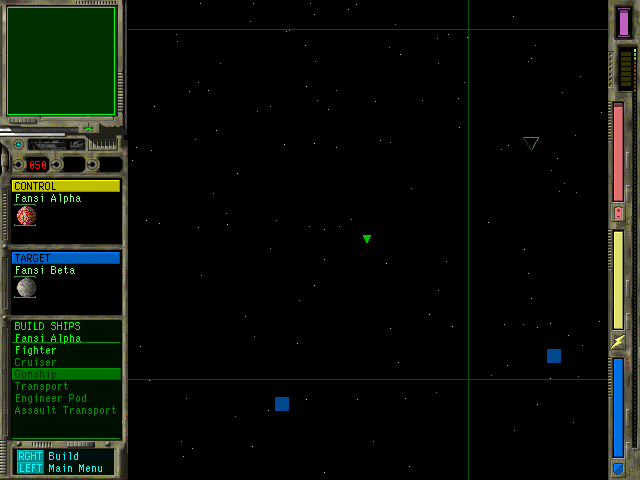 050
CONTROL
Fansi Alpha
TARGET
Fansi Beta
BUILD SHIPS
Fansi Alpha
Fighter
Cruiser
Gunship
Transport
Engineer Pod
Assault Transport
RGHT Build
LEFT Main Menu